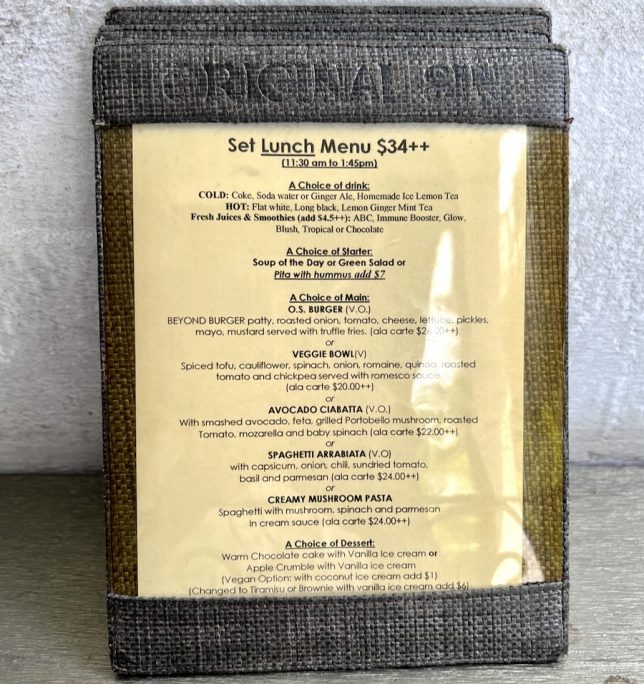 ORIGINAL SIN
Set Lunch Menu $34++
(11:30 am to 1:45pm)
A Choice of drink:
COLD: Coke, Soda water or Ginger Ale, Homemade Ice Lemon Tea
HOT: Flat white, Long black, Lemon Ginger Mint Tea
Fresh Juices & Smoothies (add $4.5++): ABC, Immune Booster, Glow,
Blush, Tropical or Chocolate
A Choice of Starter:
Soup of the Day or Green Salad or
Pita with hummus add $7
A Choice of Main:
O.S. BURGER (V.O.)
BEYOND BURGER patty, roasted onion, tomato, cheese, lettuce, pickles,
mayo, mustard served with truffle fries. (ala carte
or
VEGGIE BOWL(V)
Spiced tofu, cauliflower, spinach, onion, romaine, quinoa, roasted
tomato and chickpea served with romesco sauce.
(ala carte $20.00++)
or
AVOCADO CIABATTA (V.O.)
With smashed avocado, feta, grilled Portobello mushroom, roasted
Tomato, mozarella and baby spinach (ala carte $22.00++)
or
SPAGHETTI ARRABIATA (V.O)
with capsicum, onion, chili, sundried tomato,
basil and parmesan (ala carte $24.00++)
or
CREAMY MUSHROOM PASTA
Spaghetti with mushroom, spinach and parmesan
In cream sauce (ala carte $24.00++)
A Choice of Dessert:
Warm Chocolate cake with Vanilla Ice cream or
Apple Crumble with Vanilla ice cream
(Vegan Option: with coconut ice cream add $1)
(Changed to Tiramisu or Brownie with vanilla ice cream add $6)